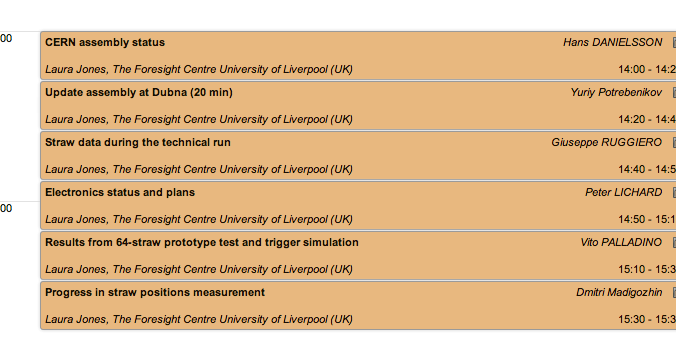 00
CERN assembly status Hans DANIELSSON
Laura Jones, The Foresight Centre University of Liverpool (UK) 14:00 - 14:2
Update assembly at Dubna (20 min) Yuriy Potrebenikov
Laura Jones, The Foresight Centre University of Liverpool (UK) 14:20 - 14:4
Straw data during the technical run Giuseppe RUGGIERO
Laura Jones, The Foresight Centre University of Liverpool (UK) 14:40 - 14:5
Electronics status and plans Peter LICHARD
00
Laura Jones, The Foresight Centre University of Liverpool (UK) 14:50 - 15:1
Results from 64-straw prototype test and trigger simulation Vito PALLADINO
Laura Jones, The Foresight Centre University of Liverpool (UK) 15:10 - 15:3
Progress in straw positions measurement Dmitri Madigozhin
Laura Jones, The Foresight Centre University of Liverpool (UK) 15:30 - 15:3